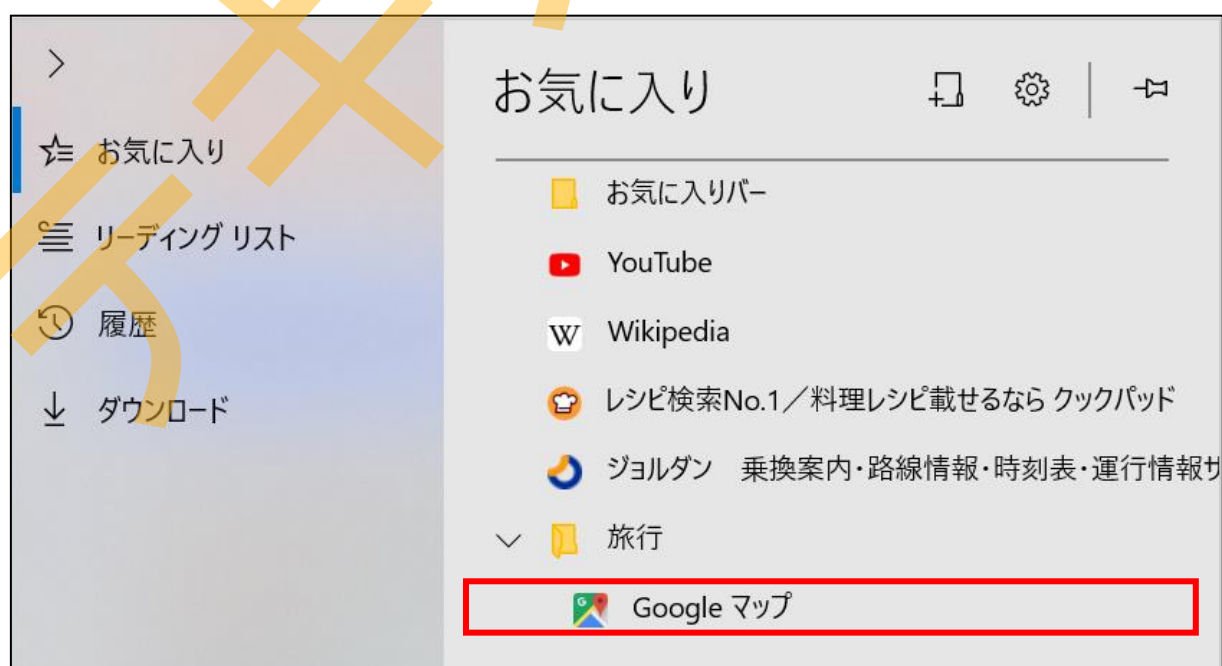 お気に入り
リーディング リスト
履歴
ダウンロード
お気に入り
お気に入りバー
YouTube
W Wikipedia
レシピ検索No.1／料理レシピ載せるなら クックパッド
ジョルダン　乗換案内・路線情報・時刻表・運行情報サ
旅行
G Google マップ